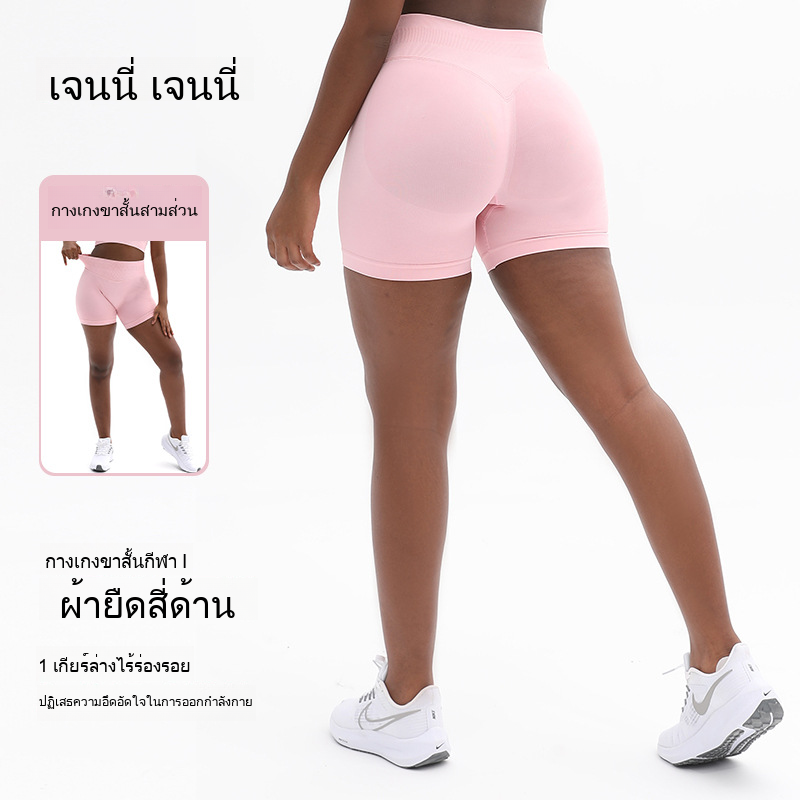 เจนนี่ เจนนี่
กางเกงขาสั้นสามส่วน
กางเกงขาสั้นกีฬา I
ผ้ายืดสี่ด้าน
1 เกียร์ล่างไร้ร่องรอย
ปฏิเสธความอึดอัดใจในการออกกำลังกาย